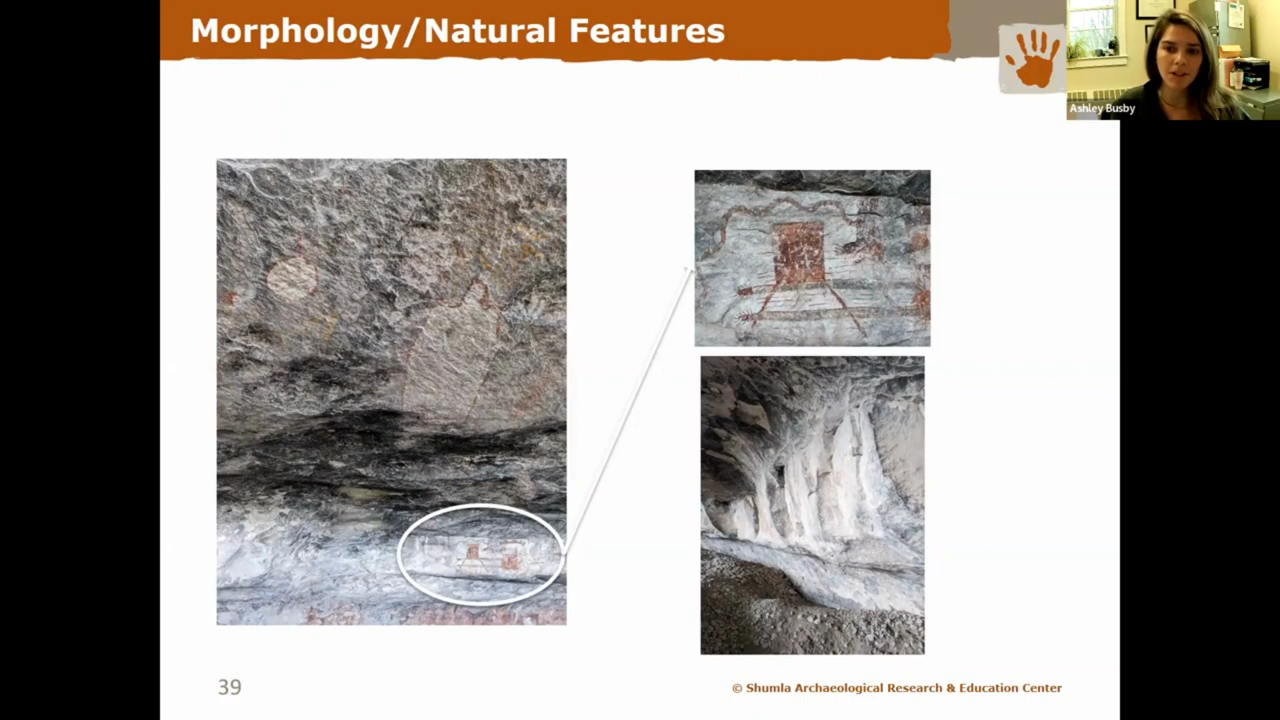 Morphology/Natural Features
Ashley Busby
39
© Shumla Archaeological Research & Education Center